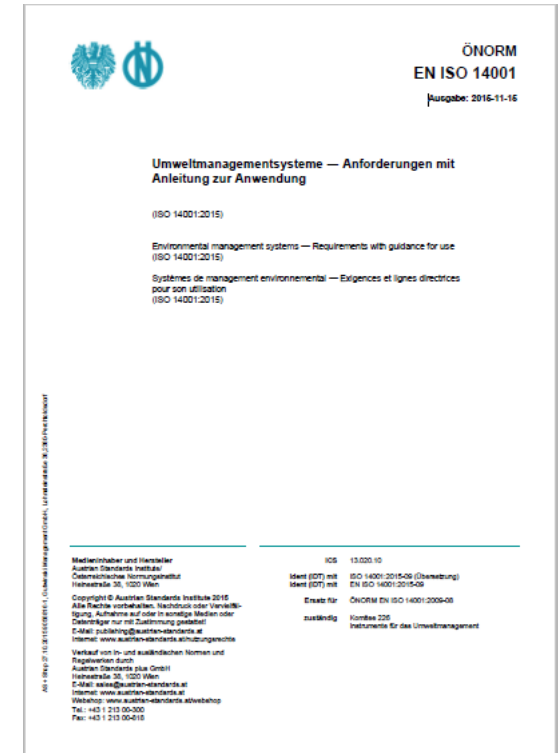 ÖNORM
EN ISO 14001
Ausgabe: 2015-11-15
Umweltmanagementsysteme — Anforderungen mit
Anleitung zur Anwendung
(ISO 14001:2015)
Environmental management systems — Requirements with guidance for use
(ISO 14001:2015)
Systèmes de management environnemental — Exigences et lignes directrices
pour son utilisation
(ISO 14001:2015)
Medieninhaber und Hersteller
Austrian Standards Institute/
Österreichisches Normungsinstitut
Heinestraße 38, 1020 Wien
Copyright © Austrian Standards Institute 2015
Alle Rechte vorbehalten. Nachdruck oder Vervielfäl-
tigung, Aufnahme auf oder in sonstige Medien oder
Datenträger nur mit Zustimmung gestattet!
E-Mail: publishing@austrian-standards.at
Internet: www.austrian-standards.at/nutzungsrechte
Verkauf von in- und ausländischen Normen und
Regelwerken durch
Austrian Standards plus GmbH
Heinestraße 38, 1020 Wien
E-Mail: sales@austrian-standards.at
Internet: www.austrian-standards.at
Webshop: www.austrian-standards.at/webshop
Tel.: +43 1 213 00-300
Fax: +43 1 213 00-818
ICS 13.020.10
Ident (IDT) mit ISO 14001:2015-09 (Übersetzung)
Ident (IDT) mit EN ISO 14001:2015-09
Ersatz für ÖNORM EN ISO 14001:2009-08
zuständig Komitee 226
Instrumente für das Umweltmanagement